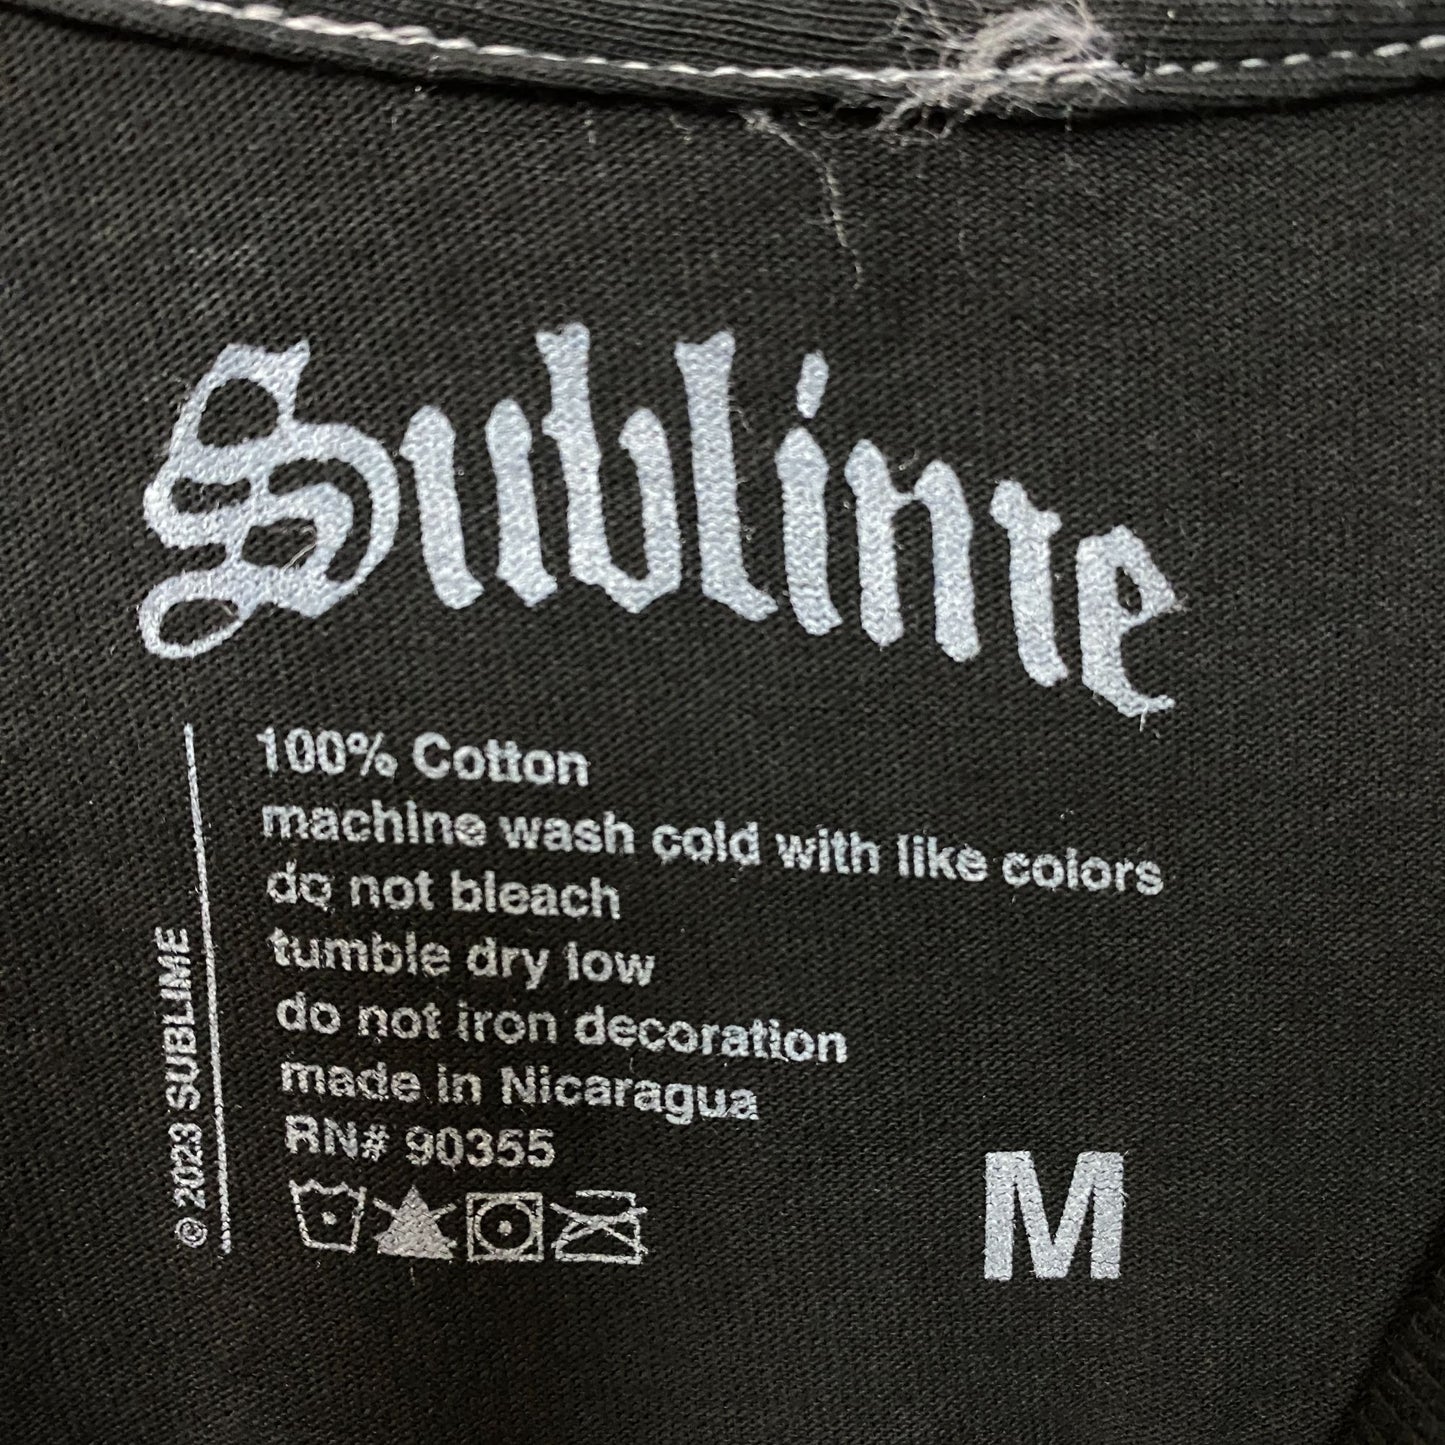 Sublime
100% Cotton
machine wash cold with like colors
do not bleach
tumble dry low
do not iron decoration
made in Nicaragua
RN# 90355
© 2023 SUBLIME
M